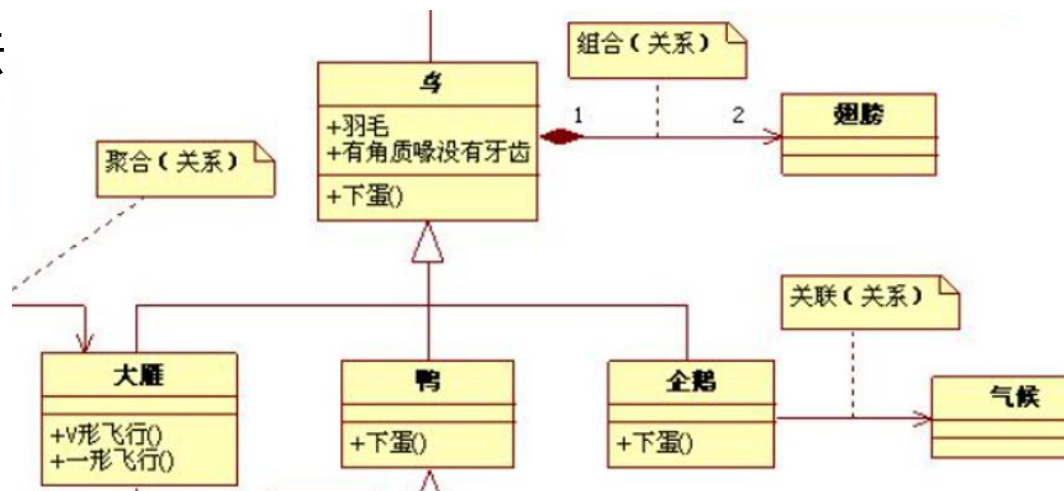 组合（关系）
鸟
1
2
翅膀
+羽毛
+有角质喙没有牙齿
聚合（关系）
+下蛋()
关联（关系）
大雁
鸭
企鹅
气候
+V形飞行()
+下蛋()
+下蛋()
+一形飞行()